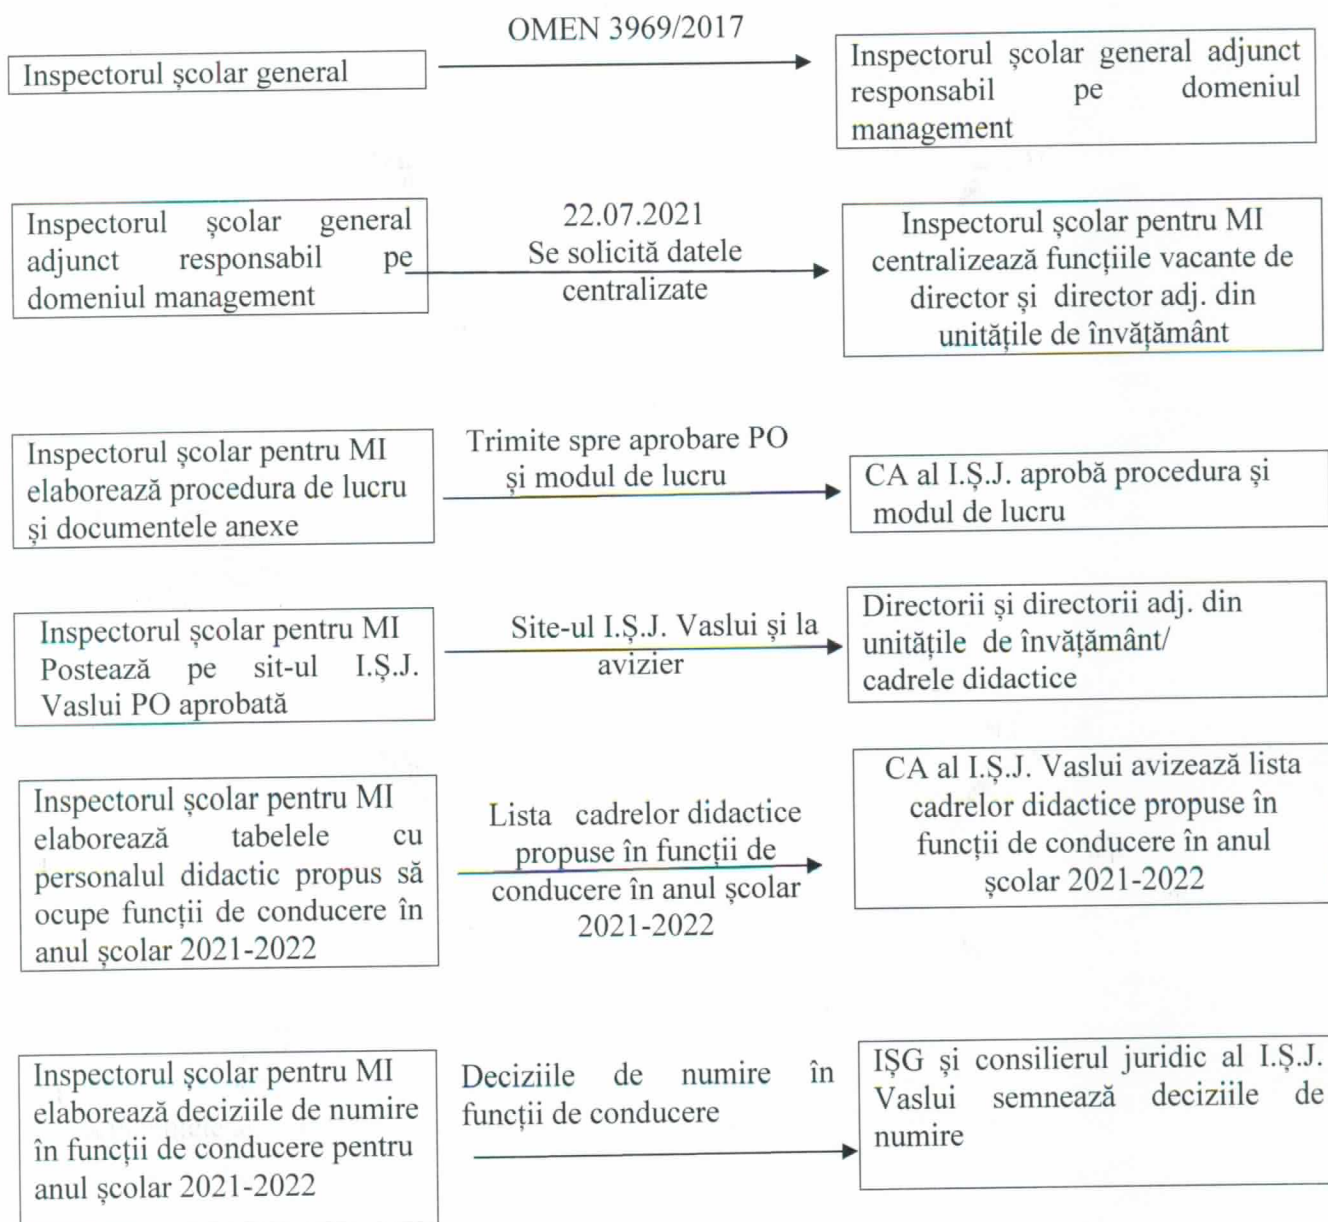 OMEN 3969/2017
Inspectorul școlar general
Inspectorul școlar general adjunct
responsabil pe domeniul
management
Inspectorul școlar general
adjunct responsabil pe
domeniul management
22.07.2021
Se solicită datele
centralizate
Inspectorul școlar pentru MI
centralizează funcțiile vacante de
director și director adj. din
unitățile de învățământ
Inspectorul școlar pentru MI
elaborează procedura de lucru
și documentele anexe
Trimite spre aprobare PO
și modul de lucru
CA al I.Ș.J. aprobă procedura și
modul de lucru
Inspectorul școlar pentru MI
Postează pe sit-ul I.Ș.J.
Vaslui PO aprobată
Site-ul I.Ș.J. Vaslui și la
avizier
Directorii și directorii adj. din
unitățile de învățământ/
cadrele didactice
Inspectorul școlar pentru MI
elaborează tabelele cu
personalul didactic propus să
ocupe funcții de conducere în
anul școlar 2021-2022
Lista cadrelor didactice
propuse în funcții de
conducere în anul școlar
2021-2022
CA al I.Ș.J. Vaslui avizează lista
cadrelor didactice propuse în
funcții de conducere în anul
școlar 2021-2022
Inspectorul școlar pentru MI
elaborează deciziile de numire
în funcții de conducere pentru
anul școlar 2021-2022
Deciziile de numire în
funcții de conducere
IȘG și consilierul juridic al I.Ș.J.
Vaslui semnează deciziile de
numire